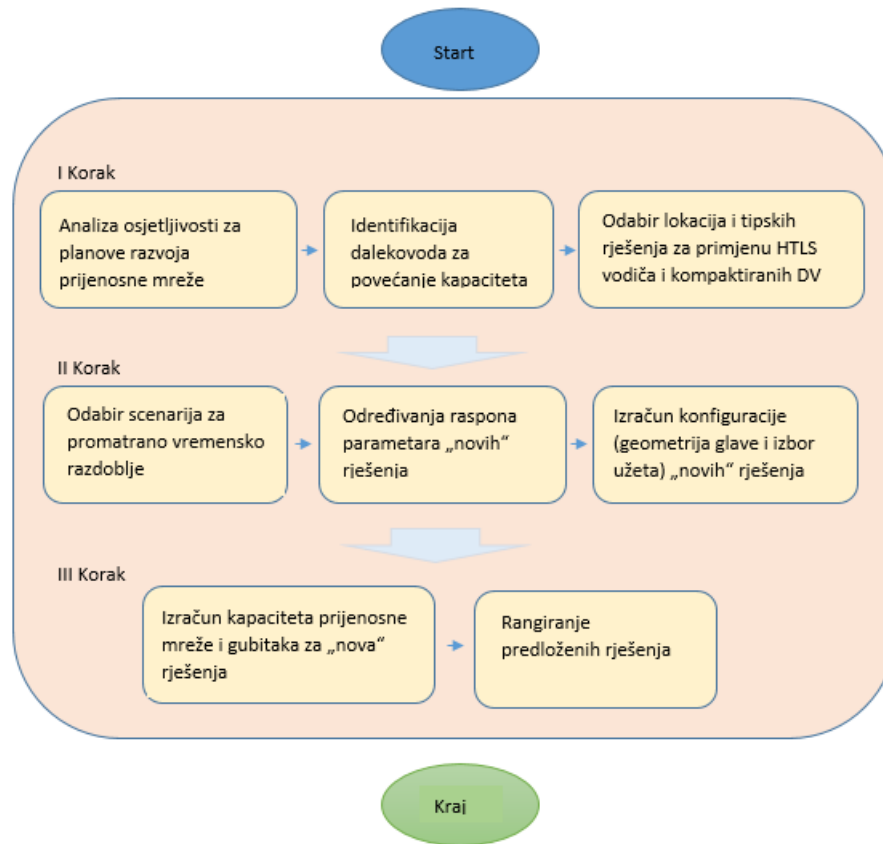 Start
I Korak
Analiza osjetljivosti za
planove razvoja
prijenosne mreže
Identifikacija
dalekovoda za
povećanje kapaciteta
Odabir lokacija i tipskih
rješenja za primjenu HTLS
vodiča i kompaktiranih DV
II Korak
Odabir scenarija za
promatrano vremensko
razdoblje
Određivanja raspona
parametara „novih“
rješenja
Izračun konfiguracije
(geometrija glave i izbor
užeta) „novih“ rješenja
III Korak
Izračun kapaciteta prijenosne
mreže i gubitaka za „nova“
rješenja
Rangiranje
predloženih rješenja
Kraj